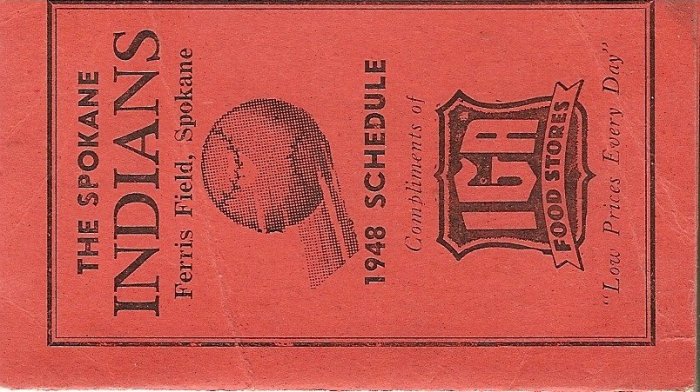 THE SPOKANE
INDIANS
Ferris Field, Spokane
1948 SCHEDULE
Compliments of
IGA
FOOD STORES
"Low Prices Every Day"